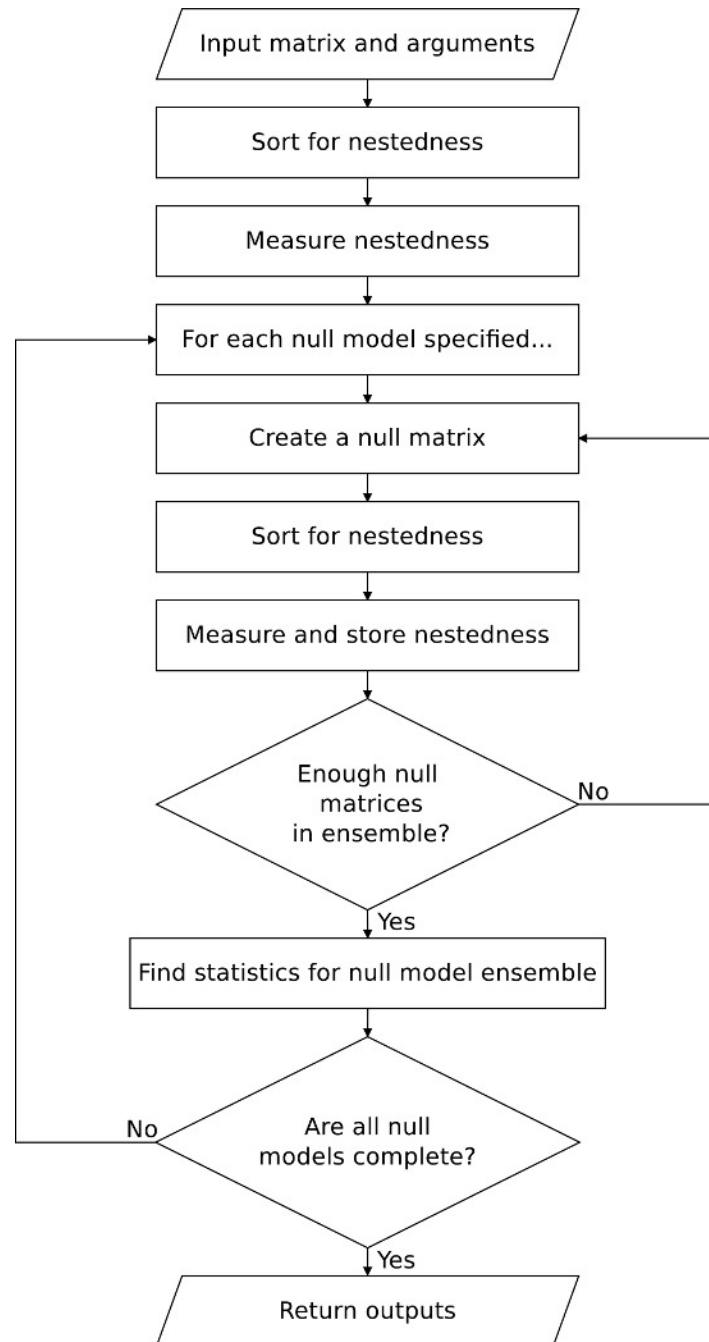 Input matrix and arguments
Sort for nestedness
Measure nestedness
For each null model specified...
Create a null matrix
Sort for nestedness
Measure and store nestedness
Enough null
matrices
in ensemble?
No
Yes
Find statistics for null model ensemble
No
Are all null
models complete?
Yes
Return outputs